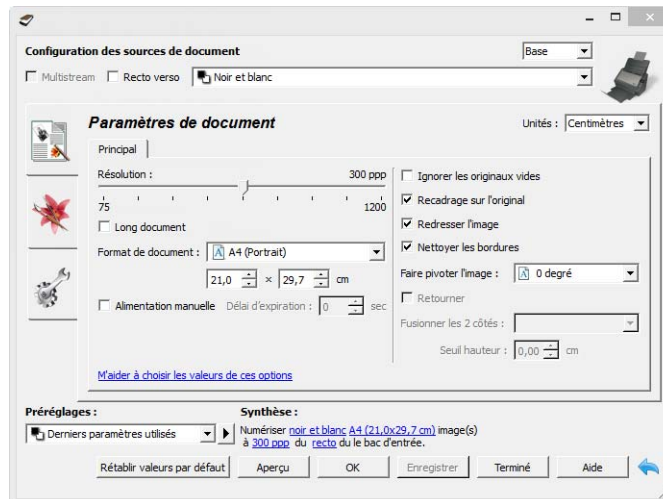 Configuration des sources de document
Base
Multistream
Recto verso
Noir et blanc
Paramètres de document
Unités : Centimètres
Principal
Résolution : 300 ppp
75 1200
Long document
Format de document : A4 (Portrait)
21,0 × 29,7 cm
Alimentation manuelle Délai d'expiration : 0 sec
Ignorer les originaux vides
Recadrage sur l'original
Redresser l'image
Nettoyer les bordures
Faire pivoter l'image : 0 degré
Retourner
Fusionner les 2 côtés :
Seuil hauteur : 0,00 cm
M'aider à choisir les valeurs de ces options
Préréglages :
Derniers paramètres utilisés
Synthèse :
Numériser noir et blanc A4 (21,0x29,7 cm) image(s)
à 300 ppp du recto du le bac d'entrée.
Rétablir valeurs par défaut
Aperçu
OK
Enregistrer
Terminé
Aide